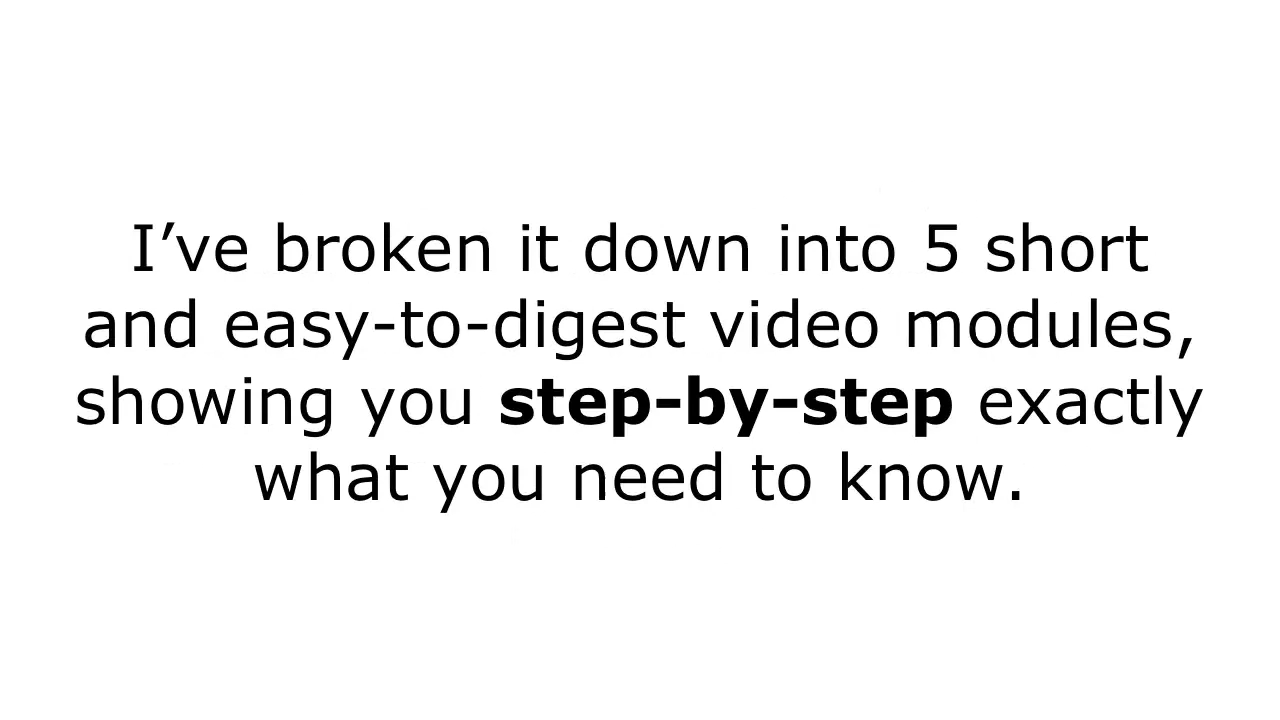 I’ve broken it down into 5 short
and easy-to-digest video modules,
showing you step-by-step exactly
what you need to know.